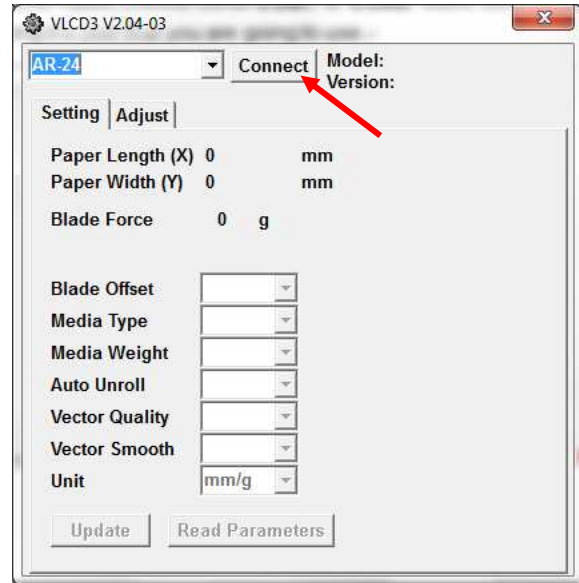 VLCD3 V2.04-03
AR-24 Connect Model:
Version:
Setting Adjust
Paper Length (X) 0 mm
Paper Width (Y) 0 mm
Blade Force 0 g
Blade Offset
Media Type
Media Weight
Auto Unroll
Vector Quality
Vector Smooth
Unit mm/g
Update Read Parameters